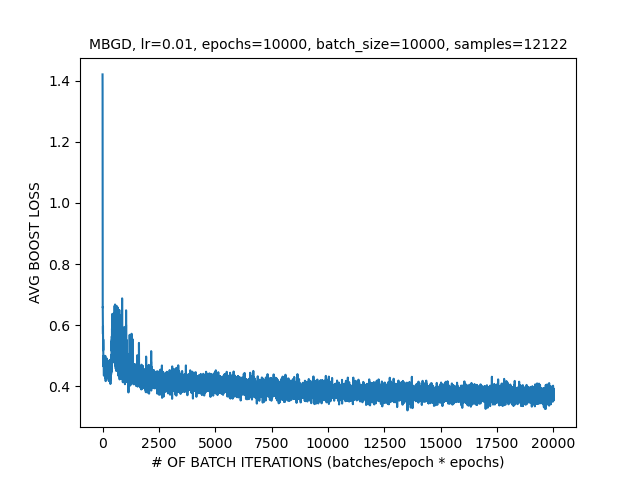 MBGD, lr=0.01, epochs=10000, batch_size=10000, samples=12122
1.4
1.2
1.0
0.8
0.6
0.4
AVG BOOST LOSS
0 2500 5000 7500 10000 12500 15000 17500 20000
# OF BATCH ITERATIONS (batches/epoch * epochs)